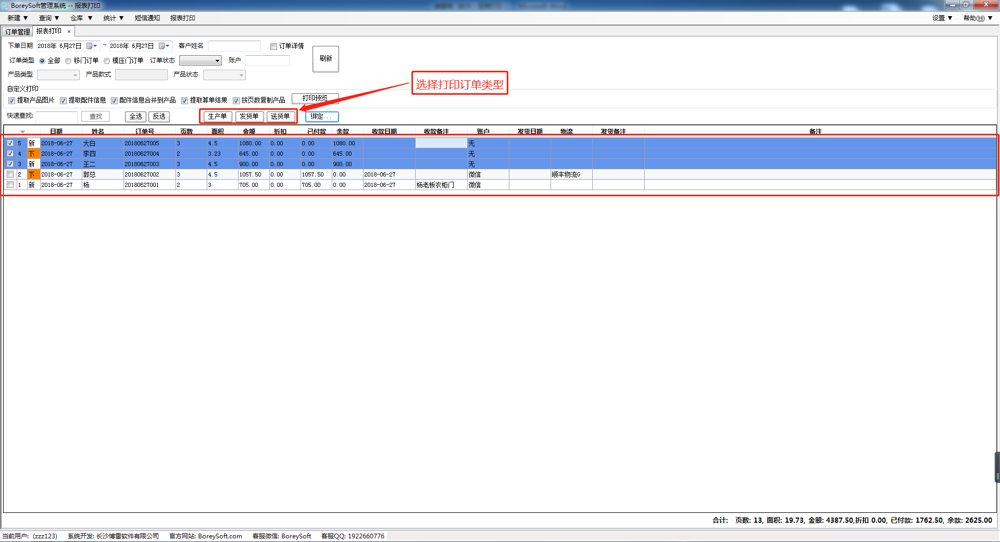 BoreySoft管理系统 -- 报表打印
新建 ▼ 查询 ▼ 仓库 ▼ 统计 ▼ 短信通知 报表打印 设置 ▼ 帮助(H) ▼
订单管理 报表打印 ×
下单日期 2018年 6月27日 ~ 2018年 6月27日 客户姓名 订单详情
刷新
订单类型 全部 移门订单 模压门订单 订单状态 账户
产品类型 产品款式 产品状态
选择打印订单类型
自定义打印
提取产品图片 提取配件信息 配件信息合并到产品 提取算单结果 按页数复制产品 打印预览
快速查找: 查找 全选 反选 生产单 发货单 送货单 绑定...
日期 姓名 订单号 页数 面积 金额 折扣 已付款 余款 收款日期 收款备注 账户 发货日期 物流 发货备注 备注
5 新 2018-06-27 大白 20180627005 3 4.5 1080.00 0.00 0.00 1080.00 无
4 下 2018-06-27 李四 20180627004 2 3.23 645.00 0.00 0.00 645.00 无
3 新 2018-06-27 王二 20180627003 3 4.5 900.00 0.00 0.00 900.00 无
2 下 2018-06-27 郭总 20180627002 3 4.5 1057.50 0.00 1057.50 0.00 2018-06-27 微信 顺丰物流G
1 新 2018-06-27 杨 20180627001 2 3 705.00 0.00 705.00 0.00 2018-06-27 杨老板衣柜门 微信
合计: 页数: 13, 面积: 19.73, 金额: 4387.50,折扣 0.00, 已付款: 1762.50, 余款: 2625.00
当前用户: (zzz123) 系统开发: 长沙博雷软件有限公司 官方网站: BoreySoft.com 客服微信: BoreySoft 客服QQ: 1922660776